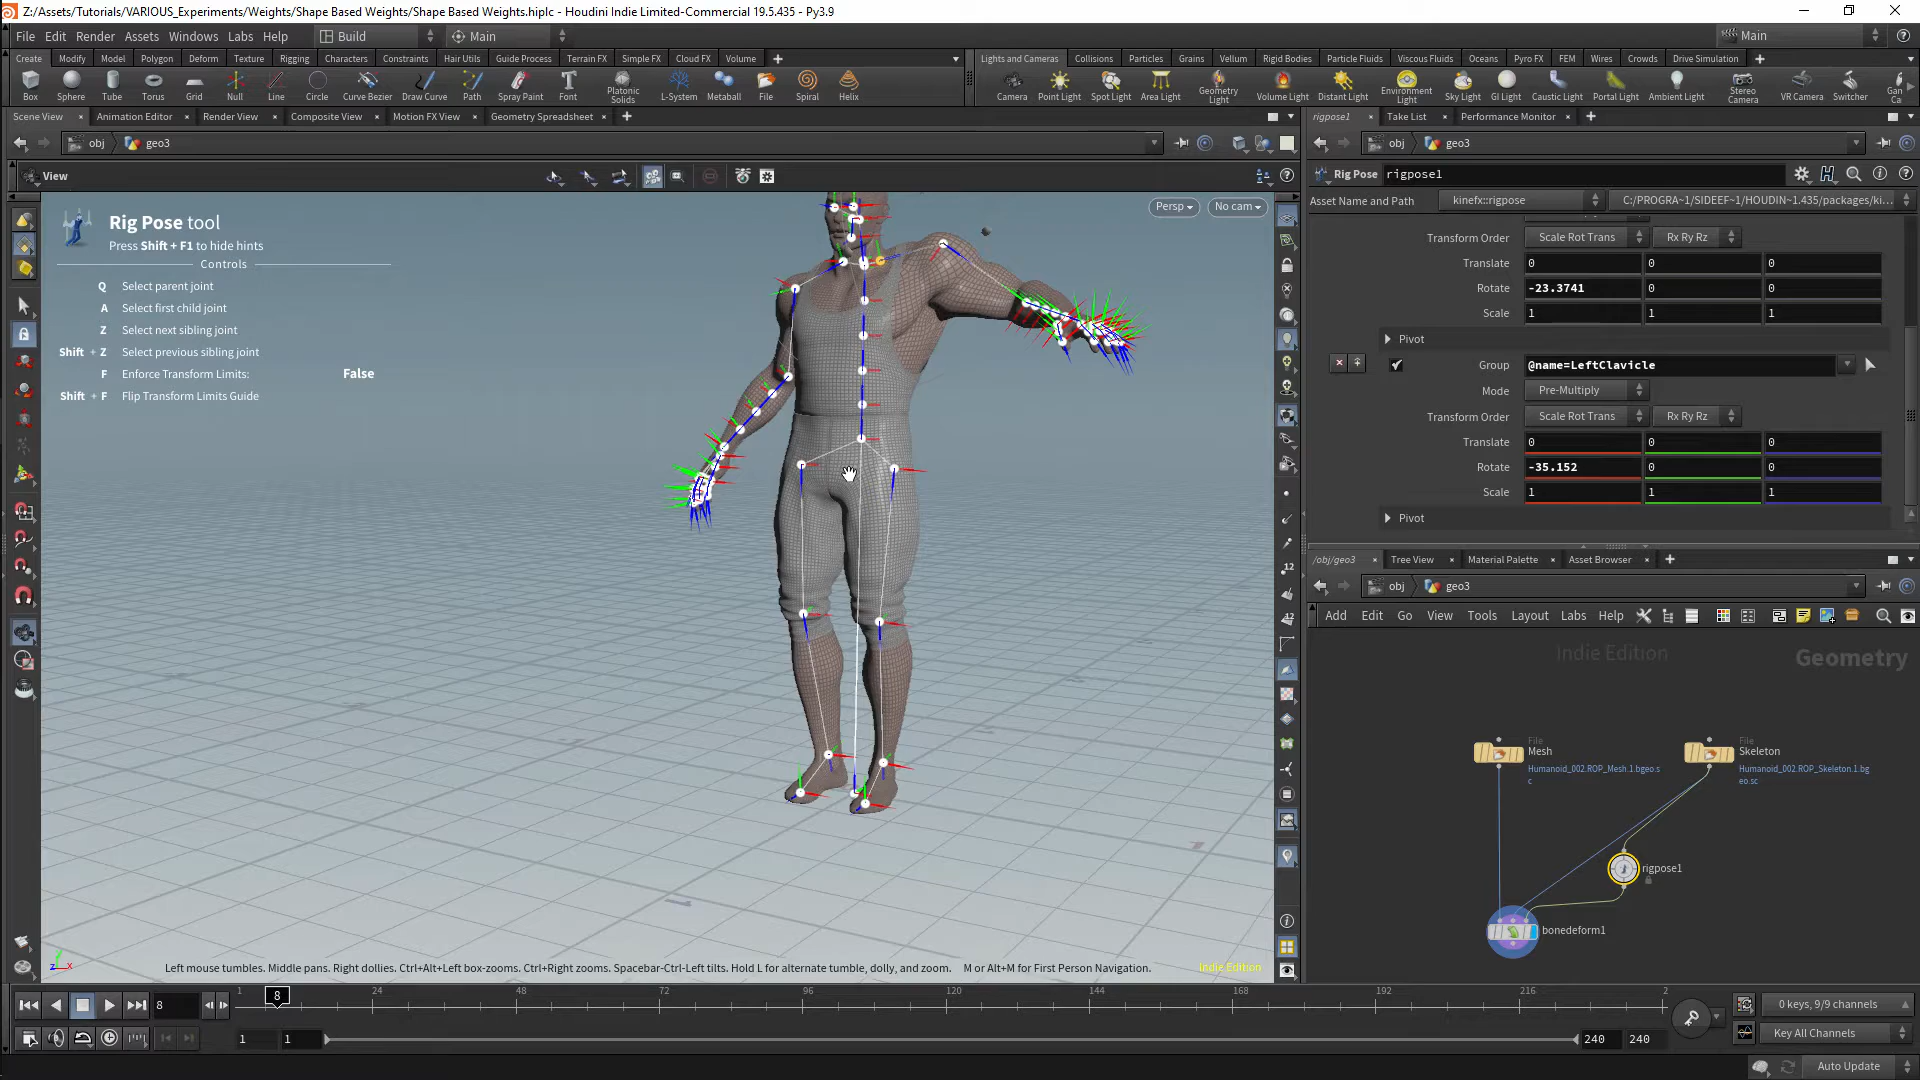 Z:/Assets/Tutorials/VARIOUS_Experiments/Weights/Shape Based Weights/Shape Based Weights.hiplc - Houdini Indie Limited-Commercial 19.5.435 - Py3.9
File Edit Render Assets Windows Labs Help Build Main Main
Create Modify Model Polygon Deform Texture Rigging Characters Constraints Hair Utils Guide Process Terrain FX Simple FX Cloud FX Volume
Lights and Cameras Collisions Particles Grains Vellum Rigid Bodies Particle Fluids Viscous Fluids Oceans Pyro FX FEM Wires Crowds Drive Simulation
Box Sphere Tube Torus Grid Null Line Circle Curve Bezier Draw Curve Path Spray Paint Font Platonic Solids L-System Metaball File Spiral Helix
Camera Point Light Spot Light Area Light Geometry Light Volume Light Distant Light Environment Light Sky Light GI Light Caustic Light Portal Light Ambient Light Stereo Camera VR Camera Switcher
Scene View Animation Editor Render View Composite View Motion FX View Geometry Spreadsheet
rigpose1 Take List Performance Monitor
obj geo3
obj geo3
View
Rig Pose rigpose1
Asset Name and Path kinefx::rigpose C:/PROGRA~1/SIDEEF~1/HOUDIN~1.435/packages/ki...
Persp No cam
Rig Pose tool
Press Shift + F1 to hide hints
Controls
Q Select parent joint
A Select first child joint
Z Select next sibling joint
Shift + Z Select previous sibling joint
F Enforce Transform Limits: False
Shift + F Flip Transform Limits Guide
Transform Order Scale Rot Trans Rx Ry Rz
Translate 0 0 0
Rotate -23.3741 0 0
Scale 1 1 1
Pivot
Group @name=LeftClavicle
Mode Pre-Multiply
Transform Order Scale Rot Trans Rx Ry Rz
Translate 0 0 0
Rotate -35.152 0 0
Scale 1 1 1
Pivot
/obj/geo3 Tree View Material Palette Asset Browser
obj geo3
Add Edit Go View Tools Layout Labs Help
Indie Edition Geometry
File
Mesh
Humanoid_002.ROP_Mesh.1.bgeo.s
c
File
Skeleton
Humanoid_002.ROP_Skeleton.1.bg
eo.sc
rigpose1
bonedeform1
Left mouse tumbles. Middle pans. Right dollies. Ctrl+Alt+Left box-zooms. Ctrl+Right zooms. Spacebar-Ctrl-Left tilts. Hold L for alternate tumble, dolly, and zoom. M or Alt+M for First Person Navigation.
Indie Edition
8 1 8 24 48 72 96 120 144 168 192 216 2
0 keys, 9/9 channels
1 1 240 240
Key All Channels
Auto Update